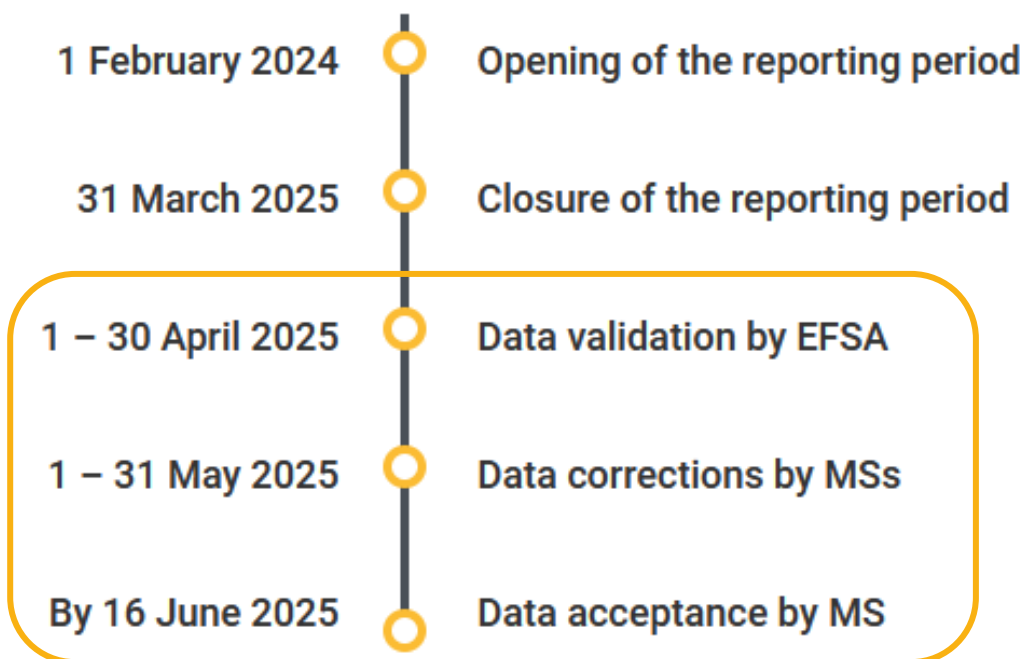 1 February 2024 Opening of the reporting period
31 March 2025 Closure of the reporting period
1 – 30 April 2025 Data validation by EFSA
1 – 31 May 2025 Data corrections by MSs
By 16 June 2025 Data acceptance by MS